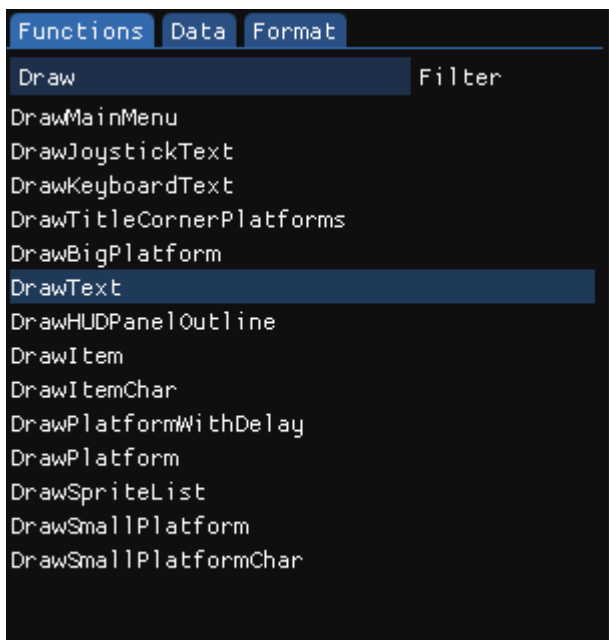 Functions Data Format
Draw Filter
DrawMainMenu
DrawJoystickText
DrawKeyboardText
DrawTitleCornerPlatforms
DrawBigPlatform
DrawText
DrawHUDPanelOutline
DrawItem
DrawItemChar
DrawPlatformWithDelay
DrawPlatform
DrawSpriteList
DrawSmallPlatform
DrawSmallPlatformChar